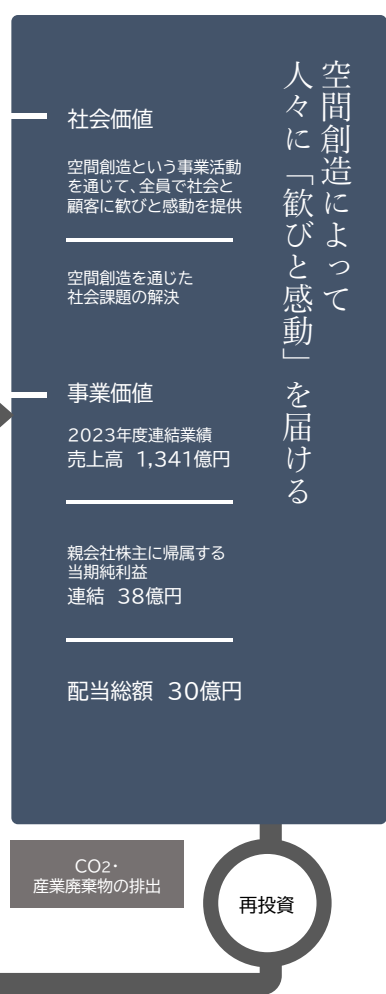 空間創造によって
人々に「歓びと感動」を届ける
社会価値
空間創造という事業活動
を通じて、全員で社会と
顧客に歓びと感動を提供
空間創造を通じた
社会課題の解決
事業価値
2023年度連結業績
売上高 1,341億円
親会社株主に帰属する
当期純利益
連結 38億円
配当総額 30億円
CO2・
産業廃棄物の排出
再投資